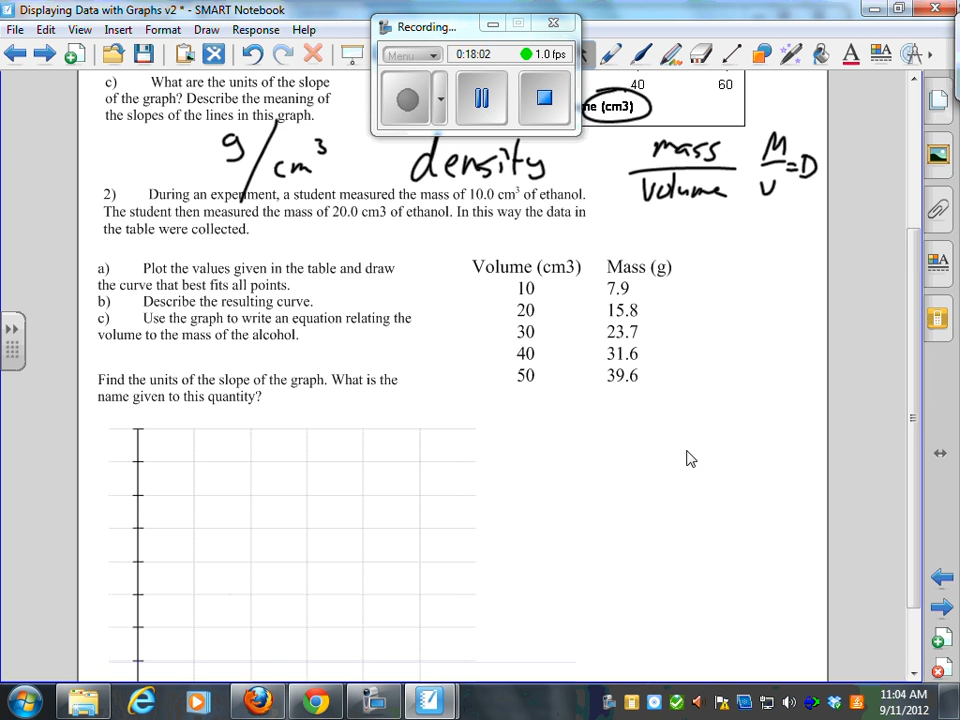 Displaying Data with Graphs v2 * - SMART Notebook
File Edit View Insert Format Draw Response Help
Recording...
Menu 0:18:02 1.0 fps
c) What are the units of the slope
of the graph? Describe the meaning of
the slopes of the lines in this graph.
40 60
me (cm3)
g/cm³ density mass/volume M/V = D
2) During an experiment, a student measured the mass of 10.0 cm³ of ethanol.
The student then measured the mass of 20.0 cm3 of ethanol. In this way the data in
the table were collected.
a) Plot the values given in the table and draw
the curve that best fits all points.
b) Describe the resulting curve.
c) Use the graph to write an equation relating the
volume to the mass of the alcohol.
Find the units of the slope of the graph. What is the
name given to this quantity?
Volume (cm3) Mass (g)
10 7.9
20 15.8
30 23.7
40 31.6
50 39.6
11:04 AM
9/11/2012